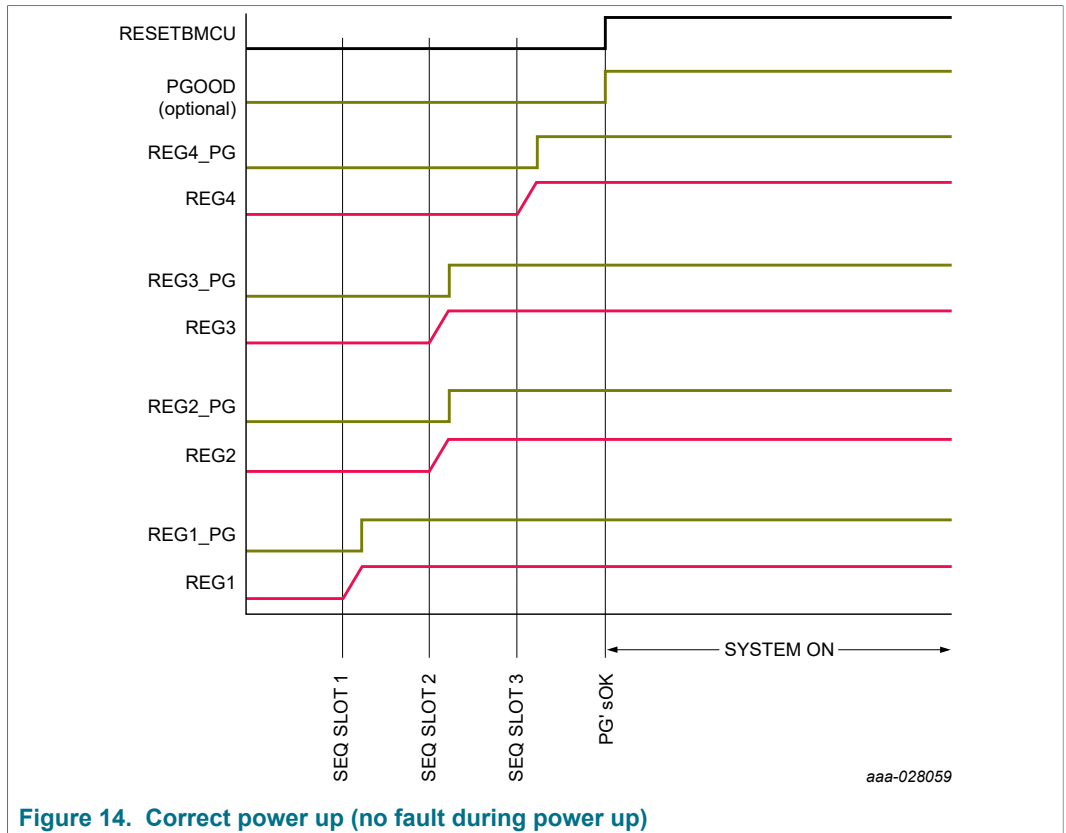 RESETBMCU
PGOOD
(optional)
REG4_PG
REG4
REG3_PG
REG3
REG2_PG
REG2
REG1_PG
REG1
SYSTEM ON
SEQ SLOT 1
SEQ SLOT 2
SEQ SLOT 3
PG' sOK
aaa-028059
Figure 14. Correct power up (no fault during power up)